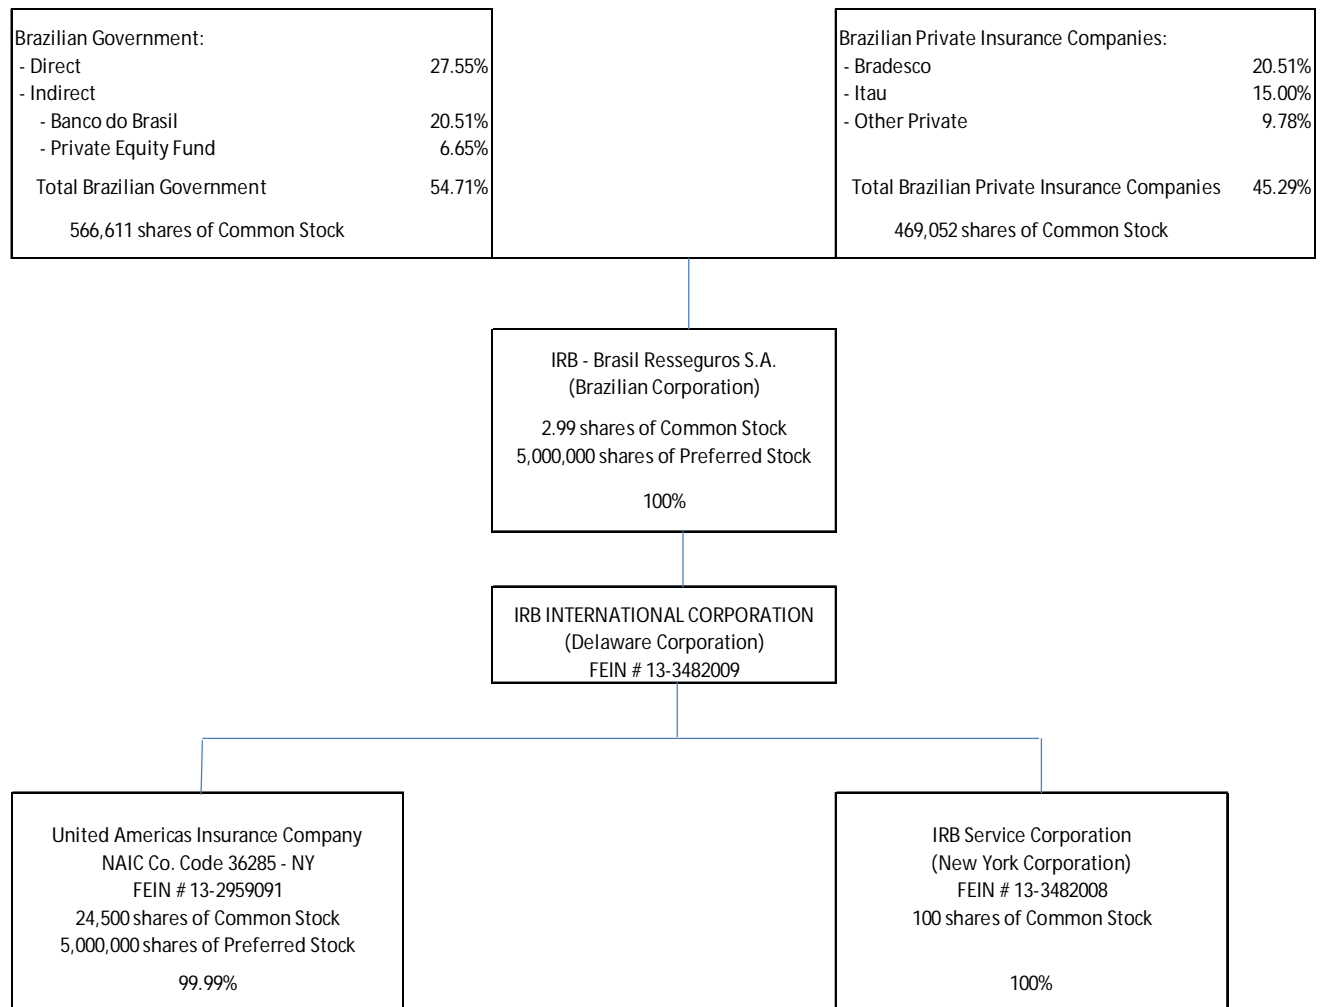 Brazilian Government:
- Direct 27.55%
- Indirect
- Banco do Brasil 20.51%
- Private Equity Fund 6.65%
Total Brazilian Government 54.71%
566,611 shares of Common Stock
Brazilian Private Insurance Companies:
- Bradesco 20.51%
- Itau 15.00%
- Other Private 9.78%
Total Brazilian Private Insurance Companies 45.29%
469,052 shares of Common Stock
IRB - Brasil Resseguros S.A.
(Brazilian Corporation)
2.99 shares of Common Stock
5,000,000 shares of Preferred Stock
100%
IRB INTERNATIONAL CORPORATION
(Delaware Corporation)
FEIN # 13-3482009
United Americas Insurance Company
NAIC Co. Code 36285 - NY
FEIN # 13-2959091
24,500 shares of Common Stock
5,000,000 shares of Preferred Stock
99.99%
IRB Service Corporation
(New York Corporation)
FEIN # 13-3482008
100 shares of Common Stock
100%